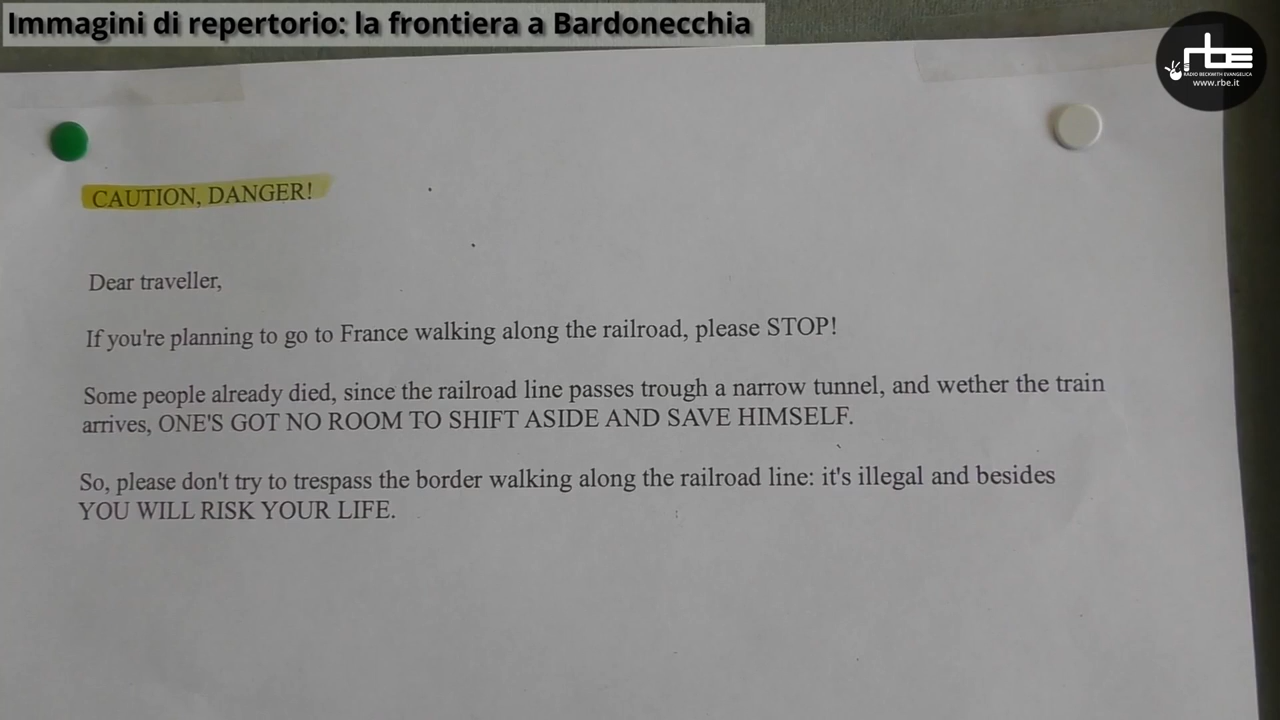 Immagini di repertorio: la frontiera a Bardonecchia
rbe
RADIO BECKWITH EVANGELICA
www.rbe.it
CAUTION, DANGER!
Dear traveller,
If you're planning to go to France walking along the railroad, please STOP!
Some people already died, since the railroad line passes trough a narrow tunnel, and wether the train
arrives, ONE'S GOT NO ROOM TO SHIFT ASIDE AND SAVE HIMSELF.
So, please don't try to trespass the border walking along the railroad line: it's illegal and besides
YOU WILL RISK YOUR LIFE.